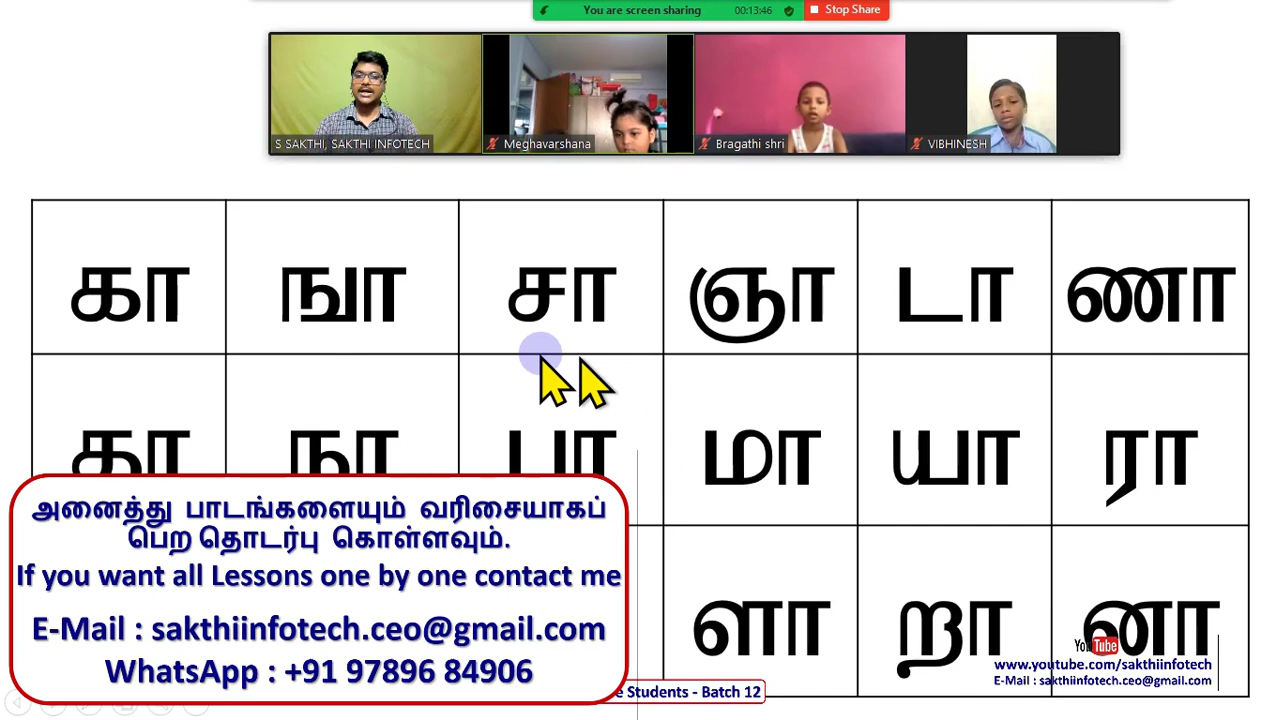 You are screen sharing 00:13:46 Stop Share
S SAKTHI, SAKTHI INFOTECH Meghavarshana Bragathi shri VIBHINESH
கா ஙா சா ஞா டா ணா
தா நா பா மா யா ரா
ளா றா னா
அனைத்து பாடங்களையும் வரிசையாகப்
பெற தொடர்பு கொள்ளவும்.
If you want all Lessons one by one contact me
E-Mail : sakthiinfotech.ceo@gmail.com
WhatsApp : +91 97896 84906
YouTube
www.youtube.com/sakthiinfotech
E-Mail : sakthiinfotech.ceo@gmail.com
Students - Batch 12